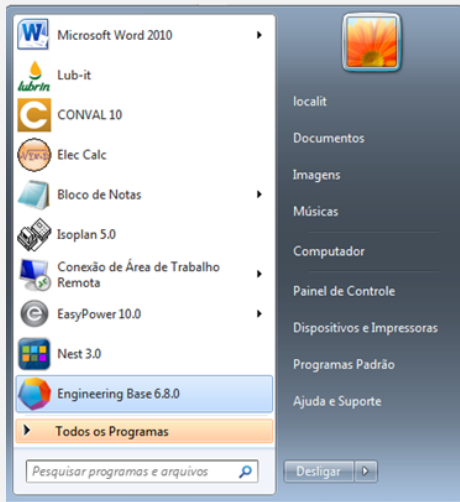 Microsoft Word 2010
lubrin
Lub-it
CONVAL 10
Elec Calc
Bloco de Notas
Isoplan 5.0
Conexão de Área de Trabalho
Remota
EasyPower 10.0
Nest 3.0
Engineering Base 6.8.0
Todos os Programas
Pesquisar programas e arquivos
localit
Documentos
Imagens
Músicas
Computador
Painel de Controle
Dispositivos e Impressoras
Programas Padrão
Ajuda e Suporte
Desligar